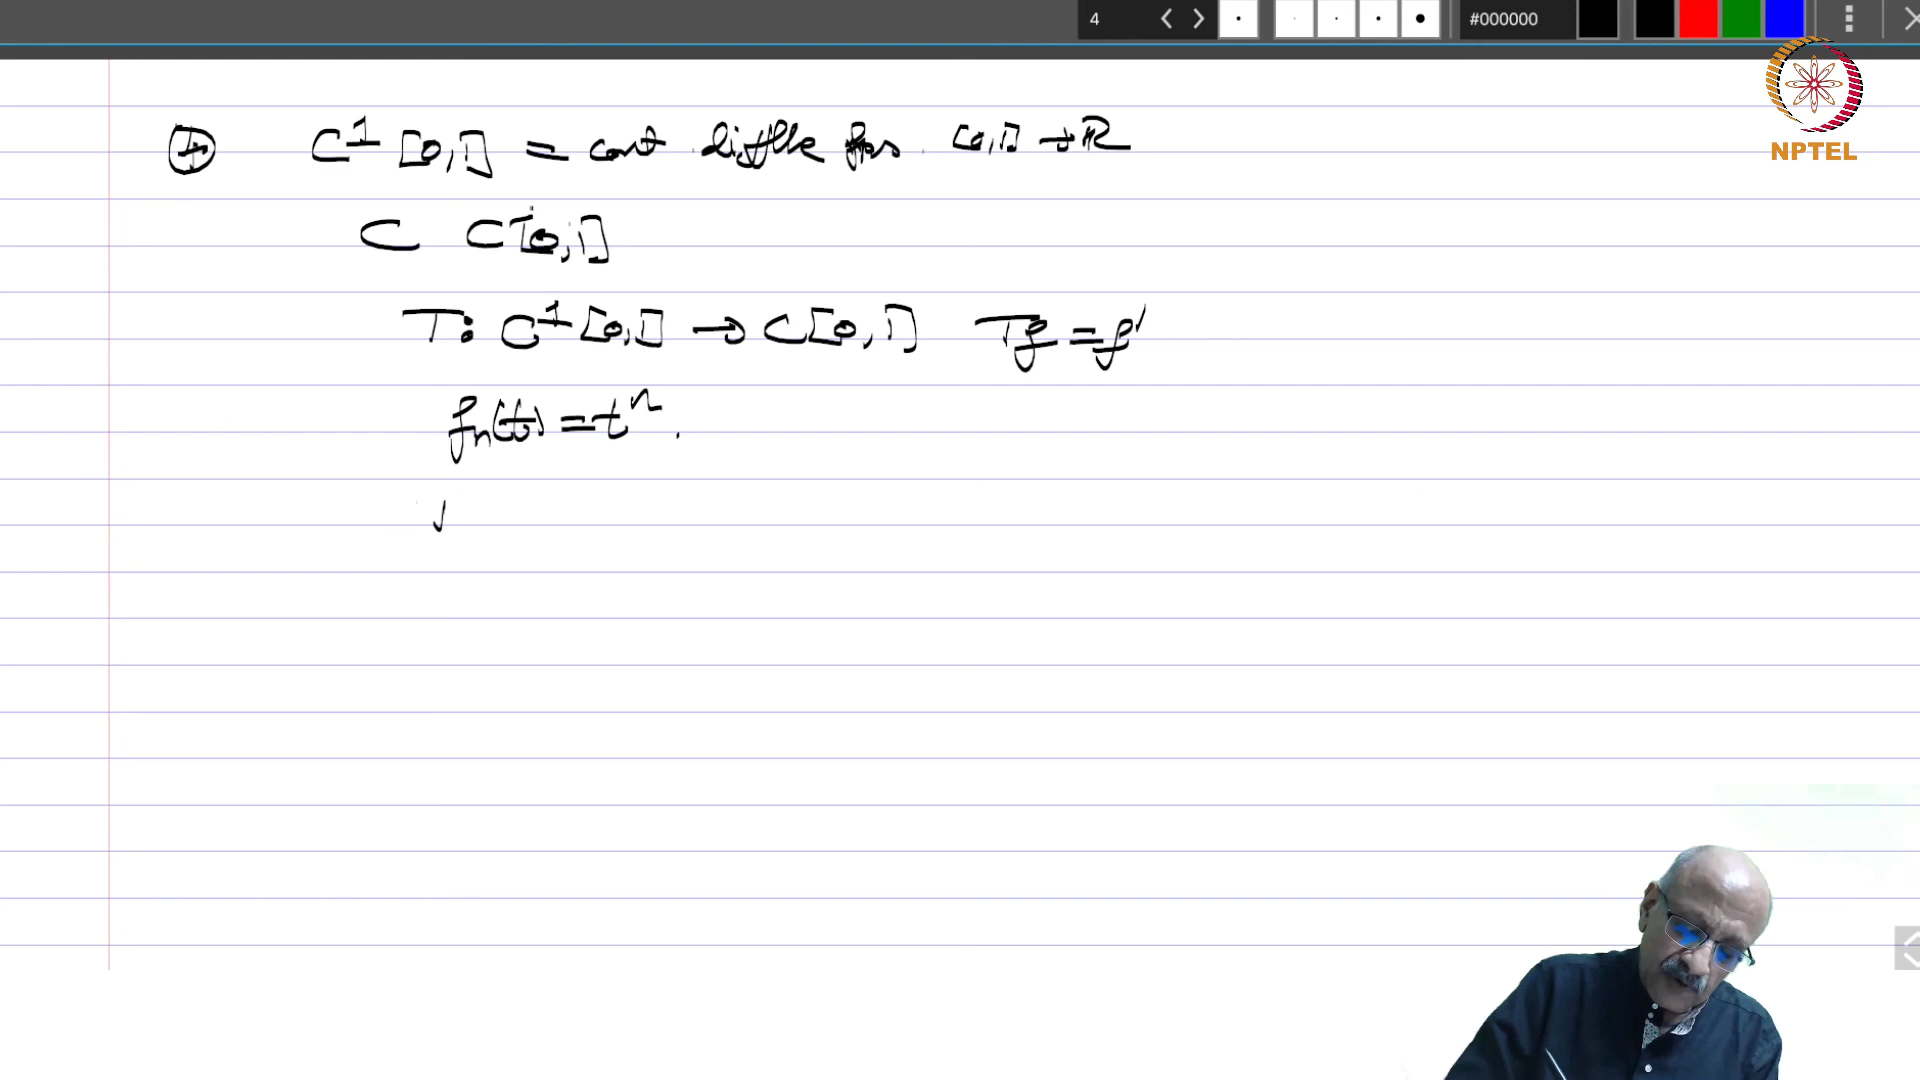 4 #000000
NPTEL
④ C¹ [0,1] = cont diffble fns. [0,1] → ℝ
⊂ C[0,1]
T: C¹[0,1] → C[0,1] Tf = f'
fn(t) = tⁿ.